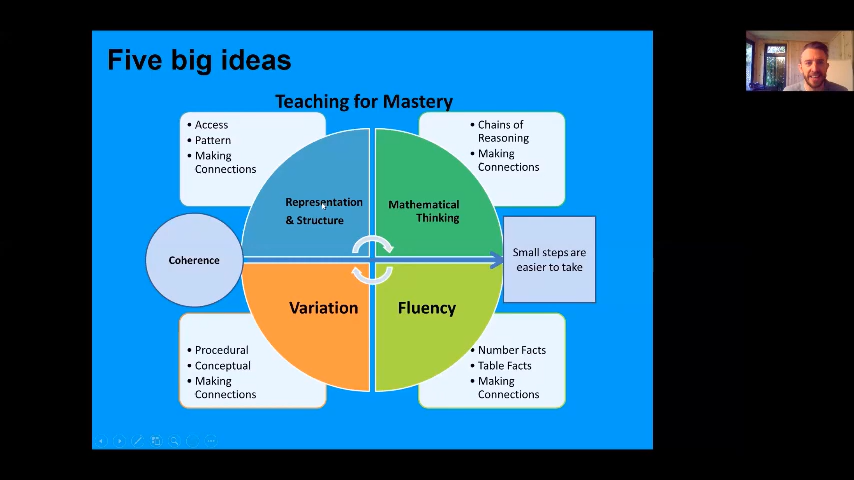 Five big ideas
Teaching for Mastery
• Access
• Pattern
• Making
Connections
• Chains of
Reasoning
• Making
Connections
Representation
& Structure
Mathematical
Thinking
Coherence
Small steps are
easier to take
Variation
Fluency
• Procedural
• Conceptual
• Making
Connections
• Number Facts
• Table Facts
• Making
Connections